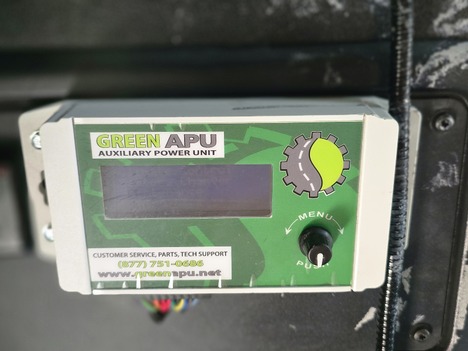 GREEN APU
AUXILIARY POWER UNIT
MENU
PUSH
CUSTOMER SERVICE, PARTS, TECH SUPPORT
(877) 751-0686
www.greenapu.net